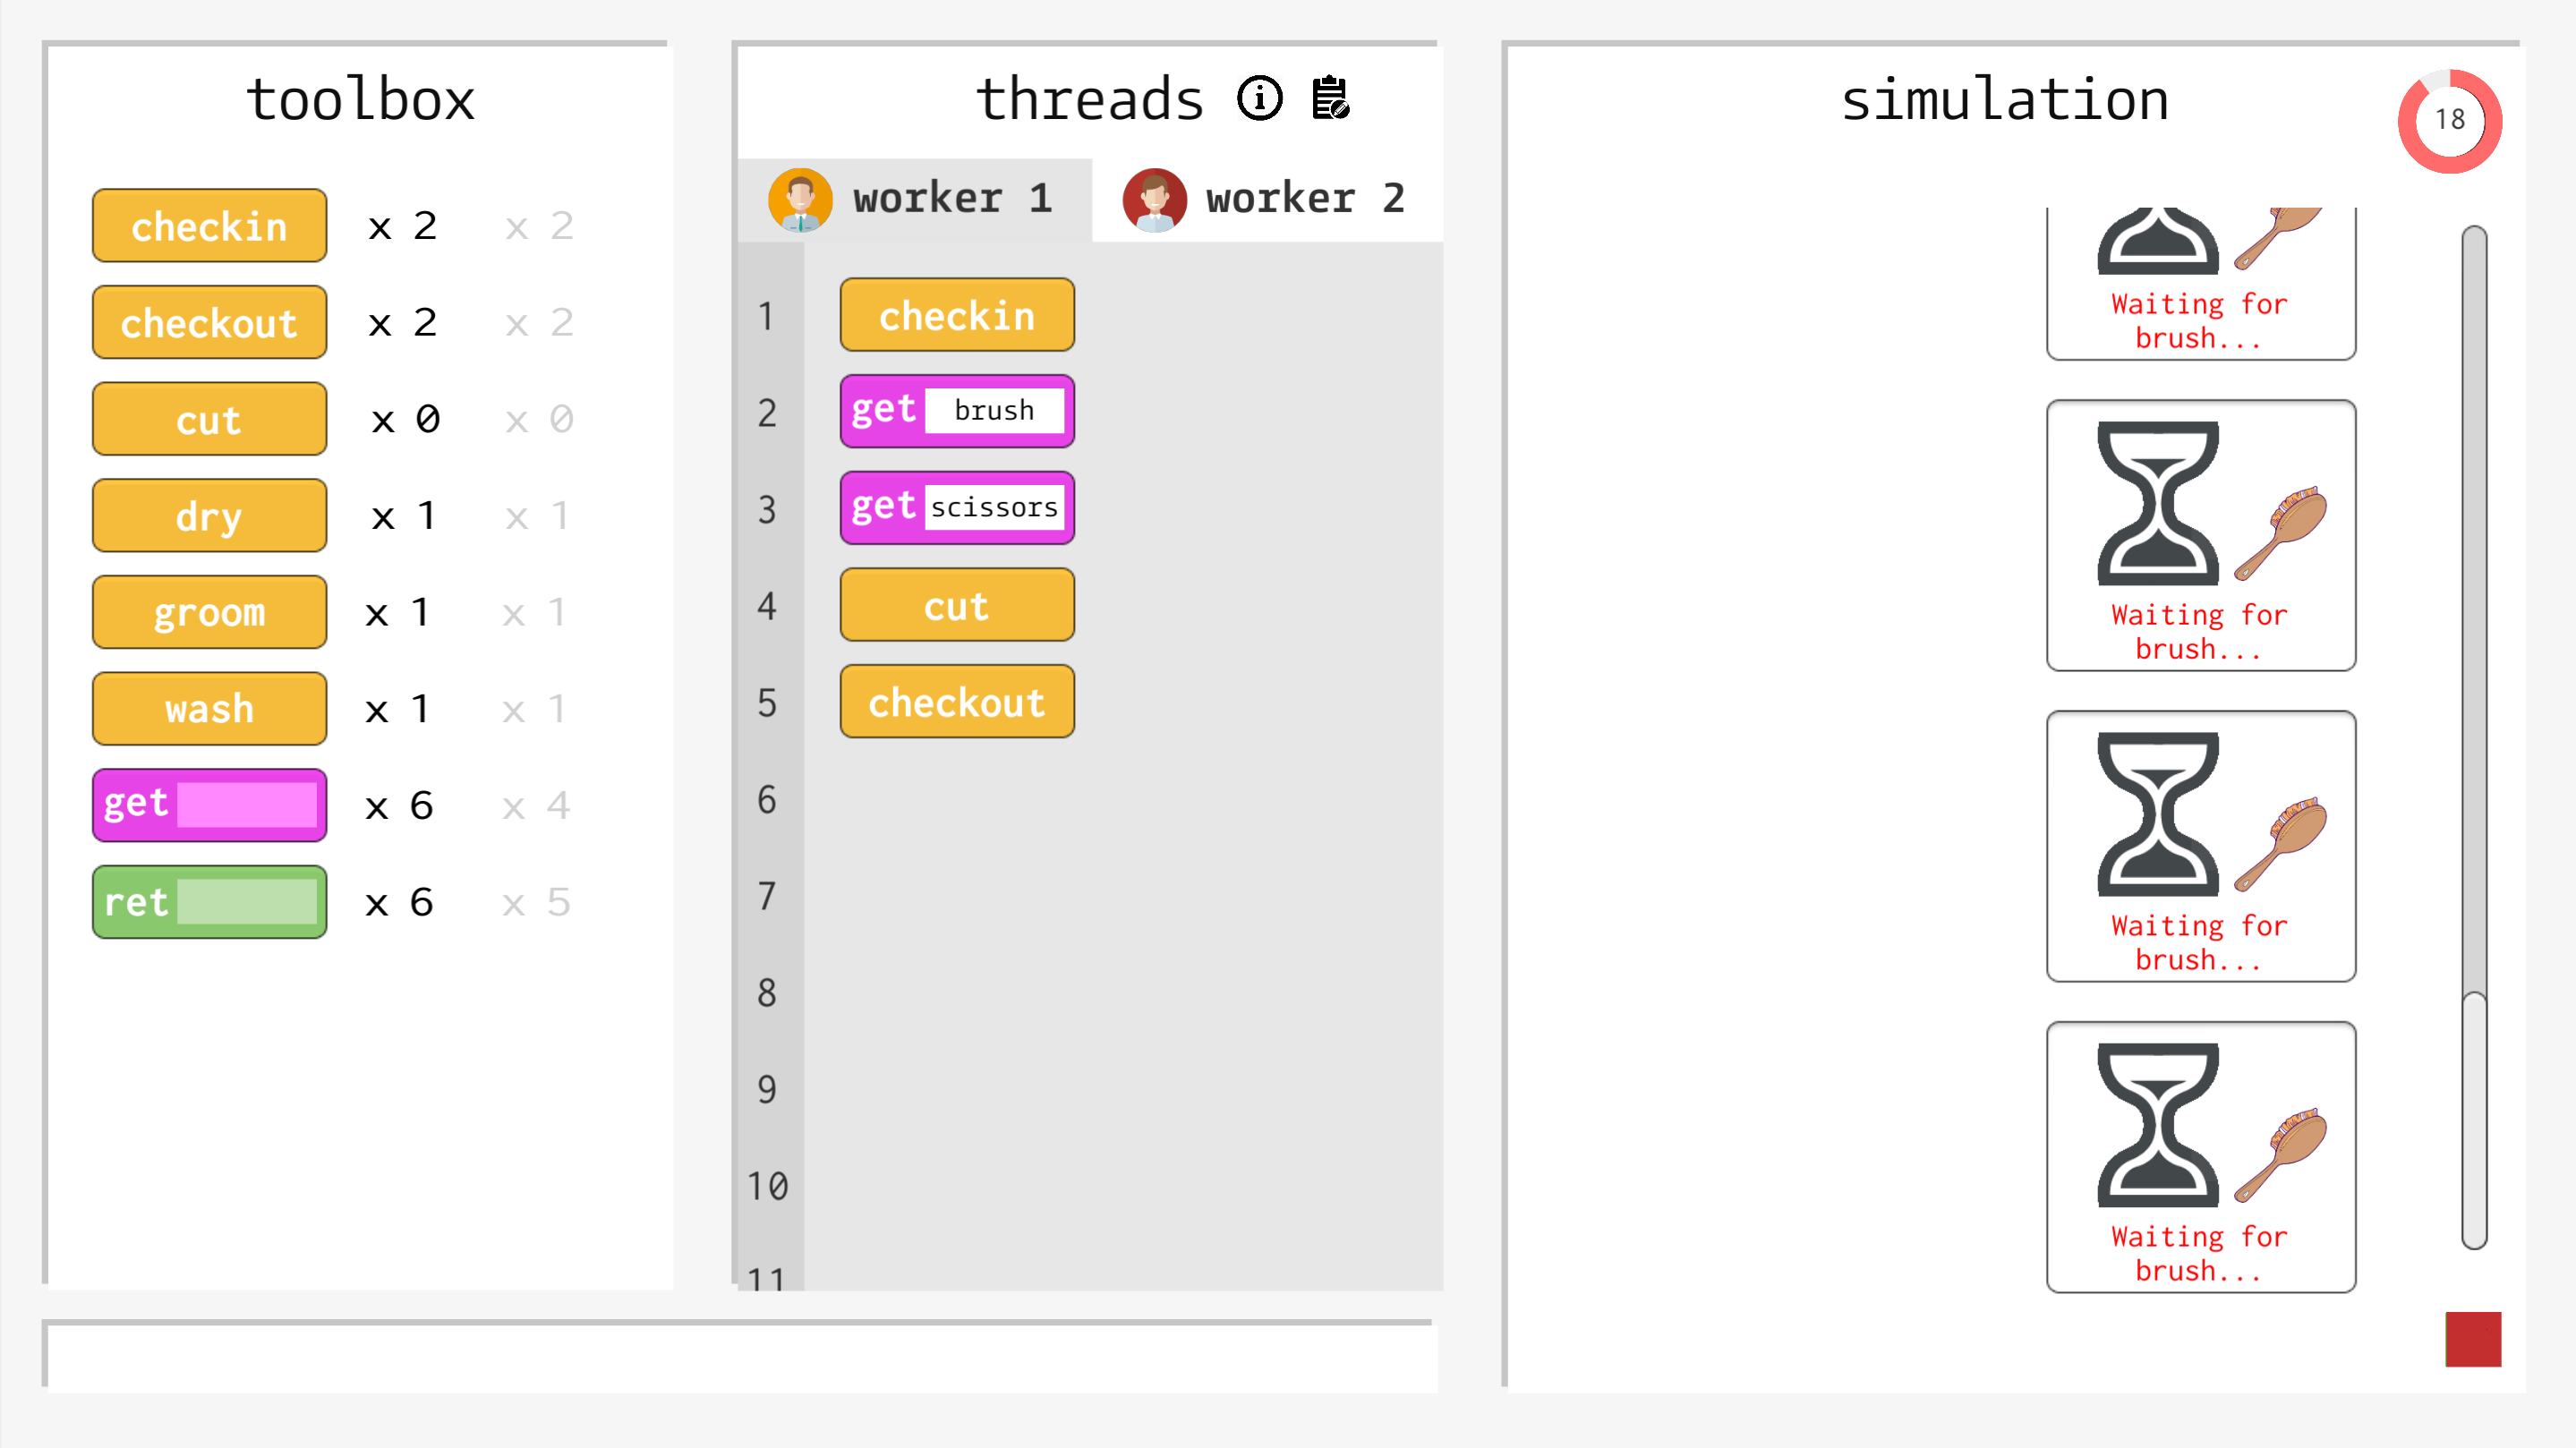 toolbox
checkin x 2 x 2
checkout x 2 x 2
cut x 0 x 0
dry x 1 x 1
groom x 1 x 1
wash x 1 x 1
get x 6 x 4
ret x 6 x 5
threads
worker 1 worker 2
1 checkin
2 get brush
3 get scissors
4 cut
5 checkout
6
7
8
9
10
11
simulation
18
Waiting for
brush...
Waiting for
brush...
Waiting for
brush...
Waiting for
brush...